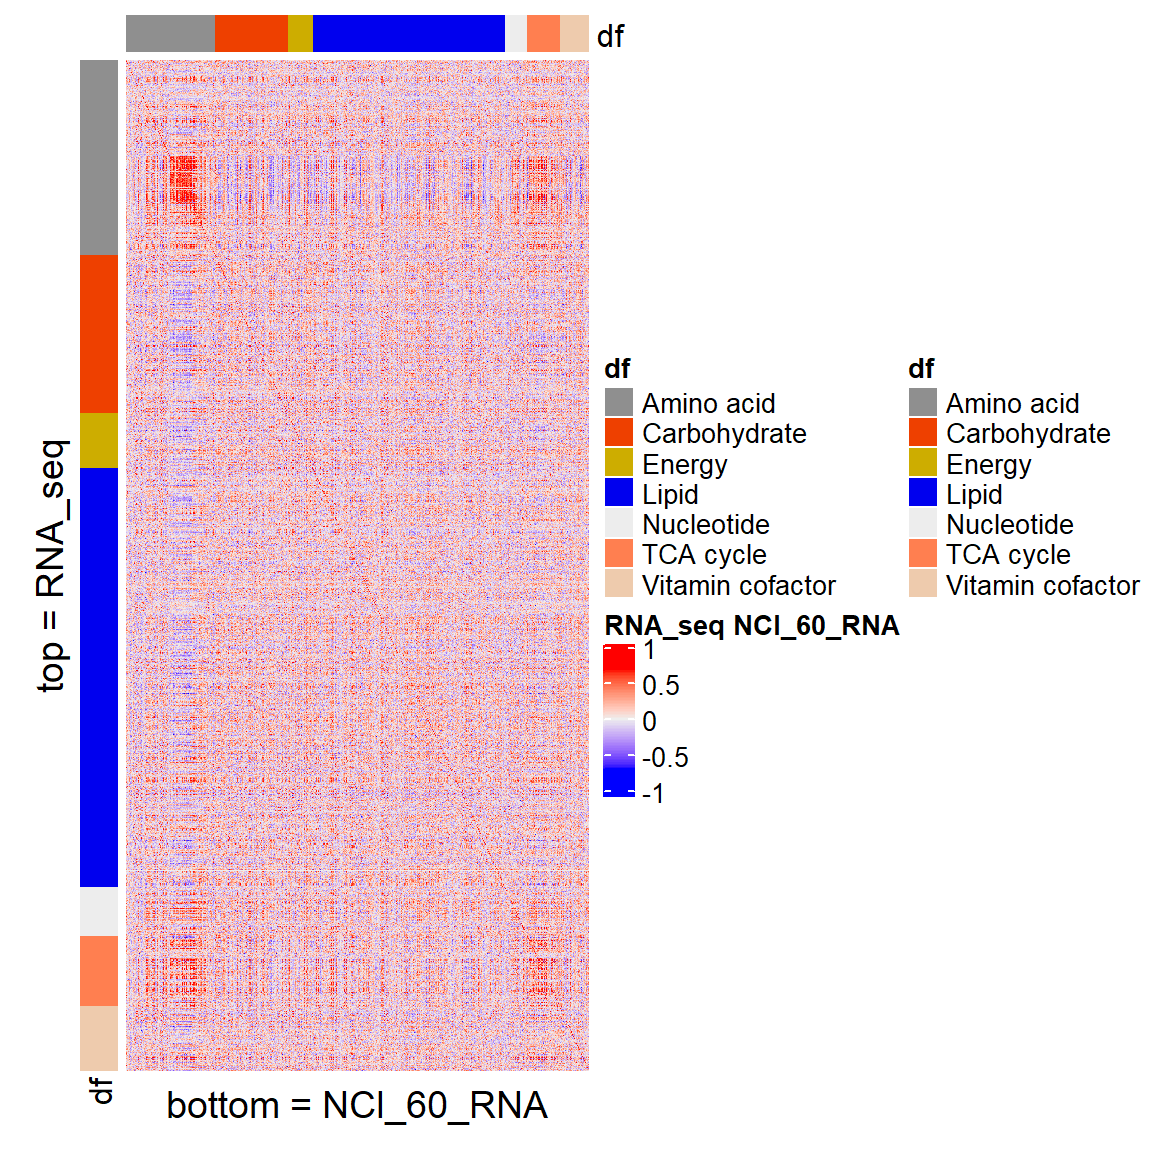 df
top = RNA_seq
df
bottom = NCI_60_RNA
df
Amino acid
Carbohydrate
Energy
Lipid
Nucleotide
TCA cycle
Vitamin cofactor
df
Amino acid
Carbohydrate
Energy
Lipid
Nucleotide
TCA cycle
Vitamin cofactor
RNA_seq NCI_60_RNA
1
0.5
0
-0.5
-1